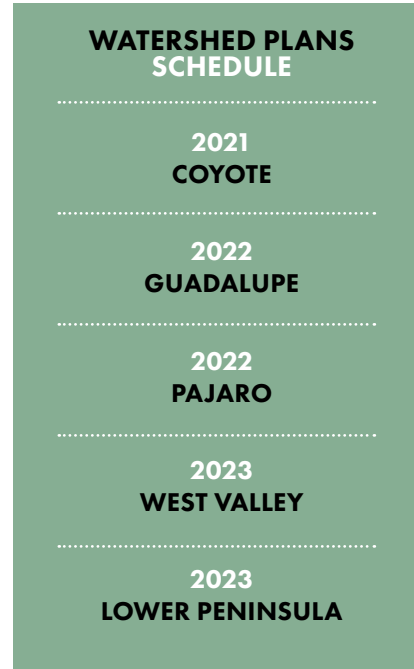 WATERSHED PLANS
SCHEDULE
2021
COYOTE
2022
GUADALUPE
2022
PAJARO
2023
WEST VALLEY
2023
LOWER PENINSULA